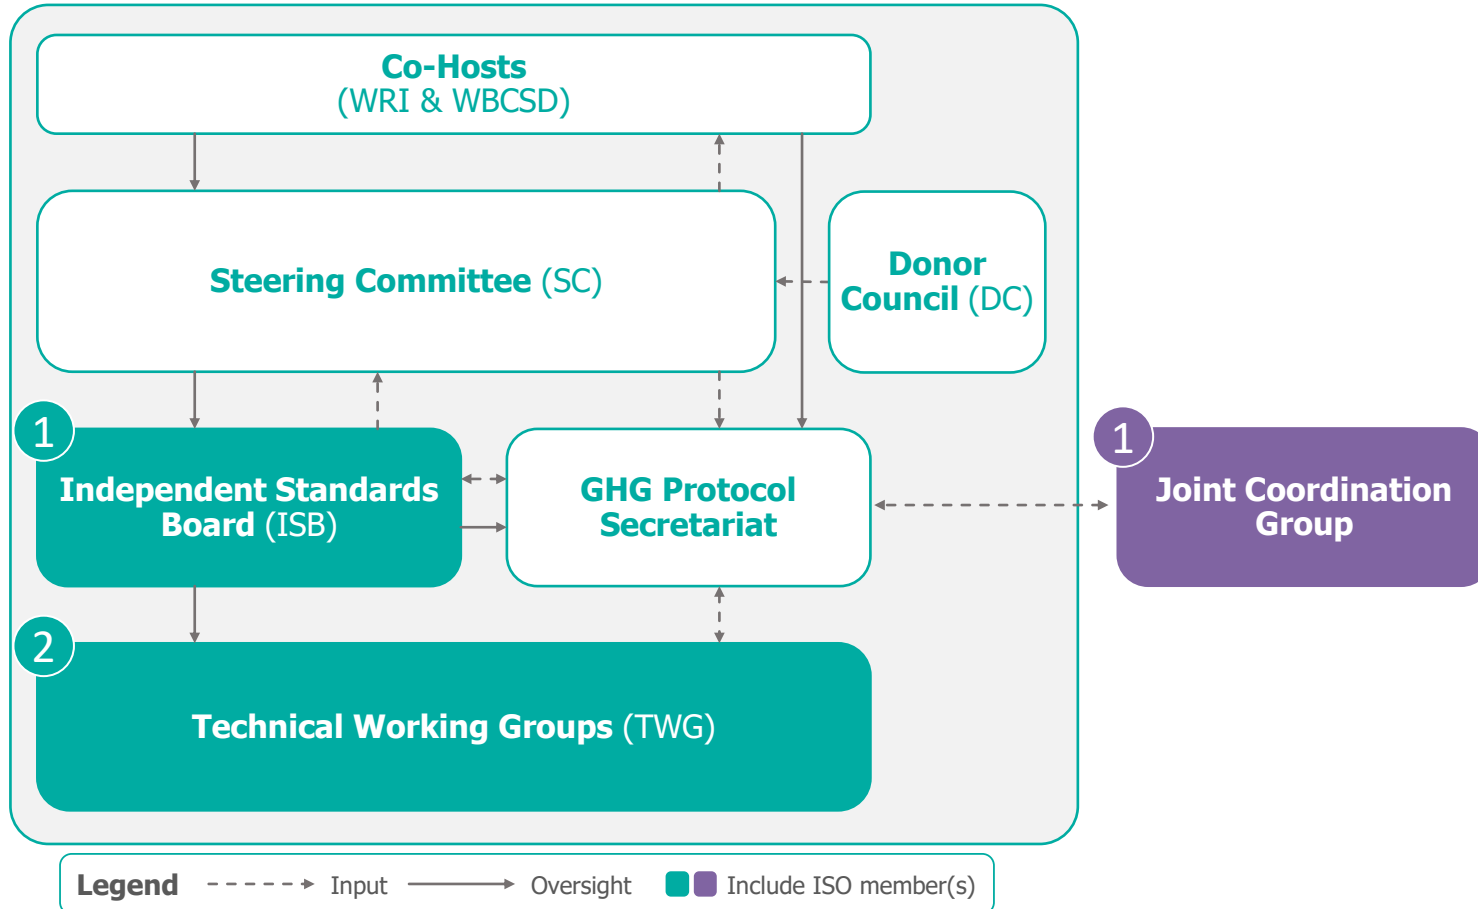 Co-Hosts
(WRI & WBCSD)
Steering Committee (SC)
Donor
Council (DC)
1
Independent Standards
Board (ISB)
GHG Protocol
Secretariat
1
Joint Coordination
Group
2
Technical Working Groups (TWG)
Legend
Input
Oversight
Include ISO member(s)